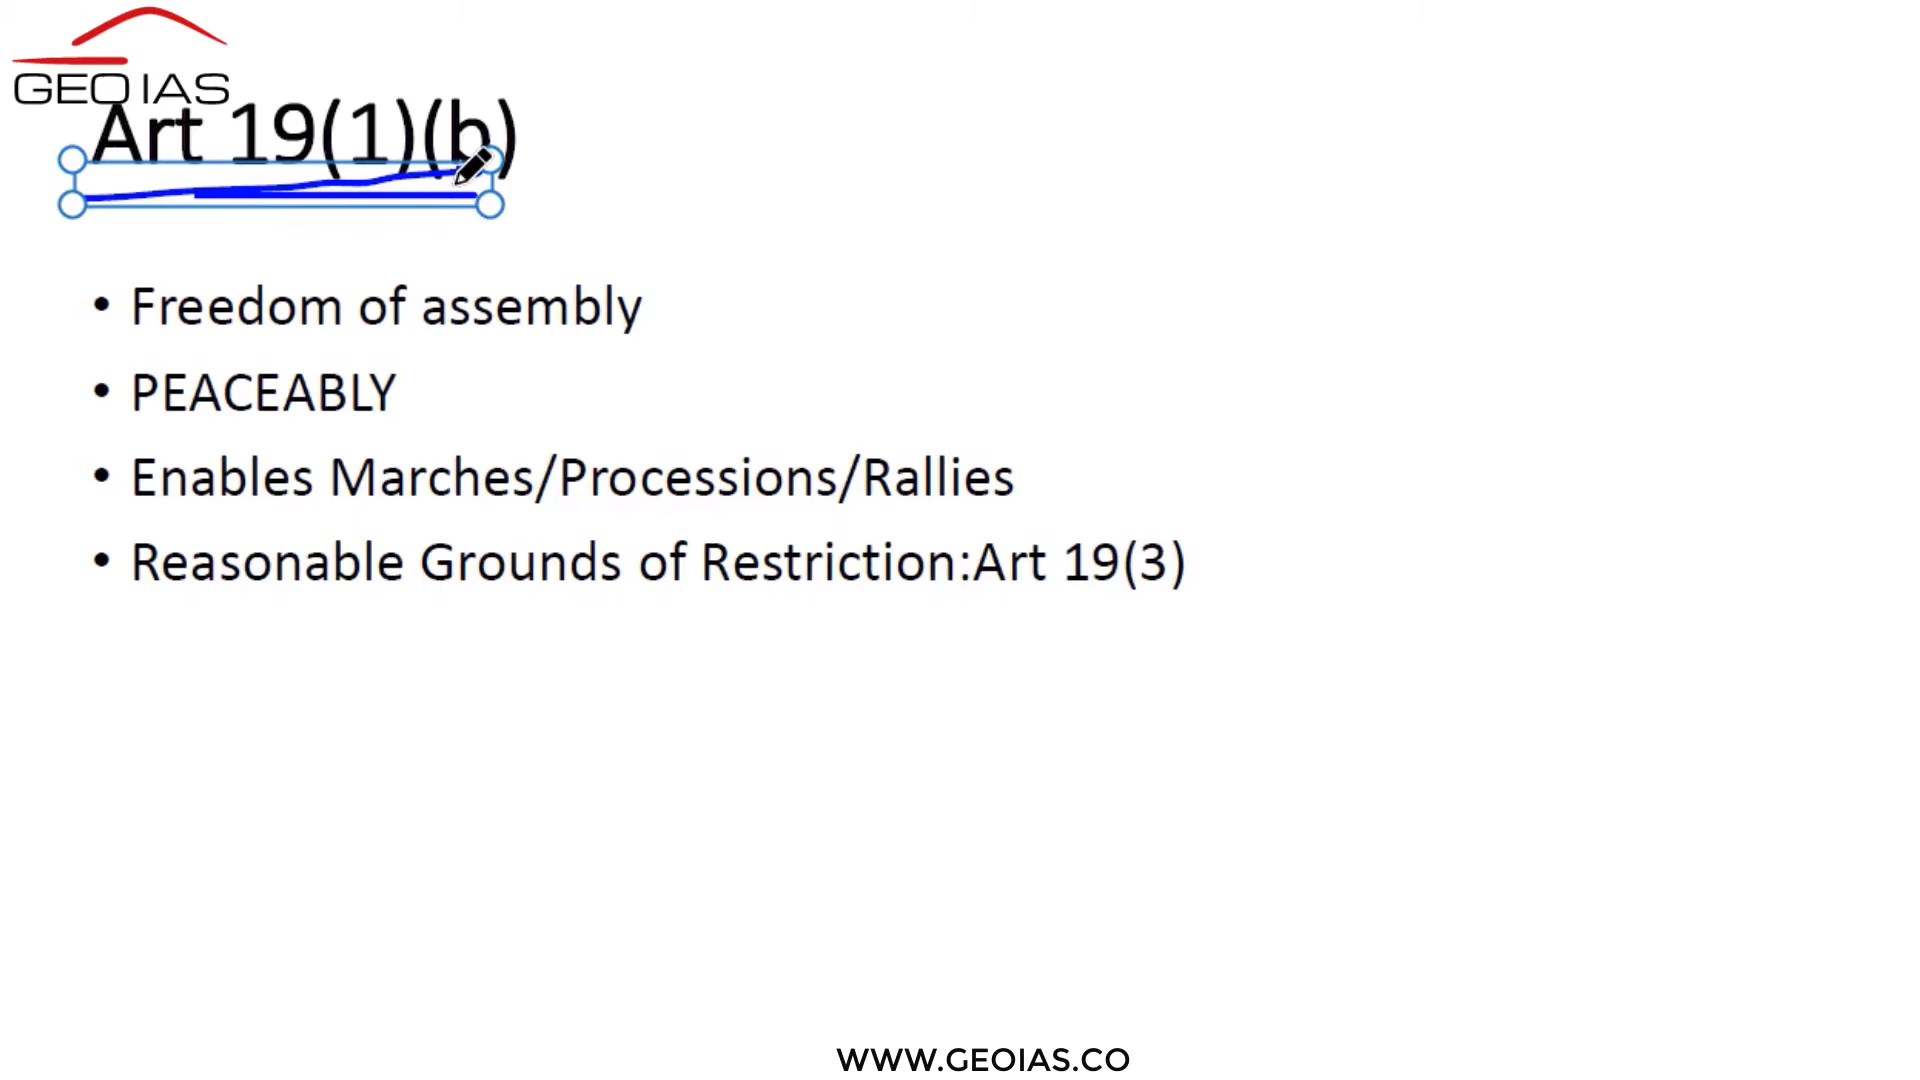 GEO IAS
Art 19(1)(b)
• Freedom of assembly
• PEACEABLY
• Enables Marches/Processions/Rallies
• Reasonable Grounds of Restriction:Art 19(3)
WWW.GEOIAS.CO